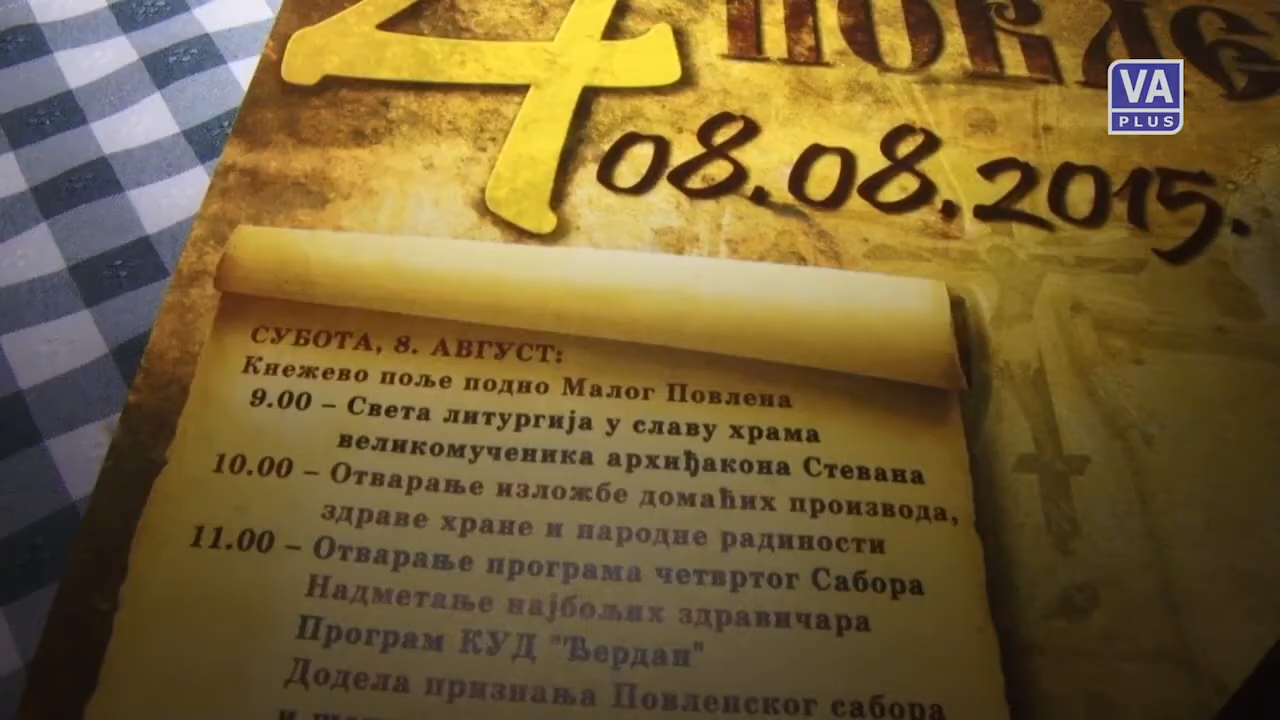 4
VA
PLUS
08.08.2015.
СУБОТА, 8. АВГУСТ:
Кнежево поље подно Малог Повлена
9.00 – Света литургија у славу храма
великомученика архиђакона Стевана
10.00 – Отварање изложбе домаћих производа,
здраве хране и народне радиности
11.00 – Отварање програма четвртог Сабора
Надметање најбољих здравичара
Програм КУД "Ђердан"
Додела признања Повленског сабора
и